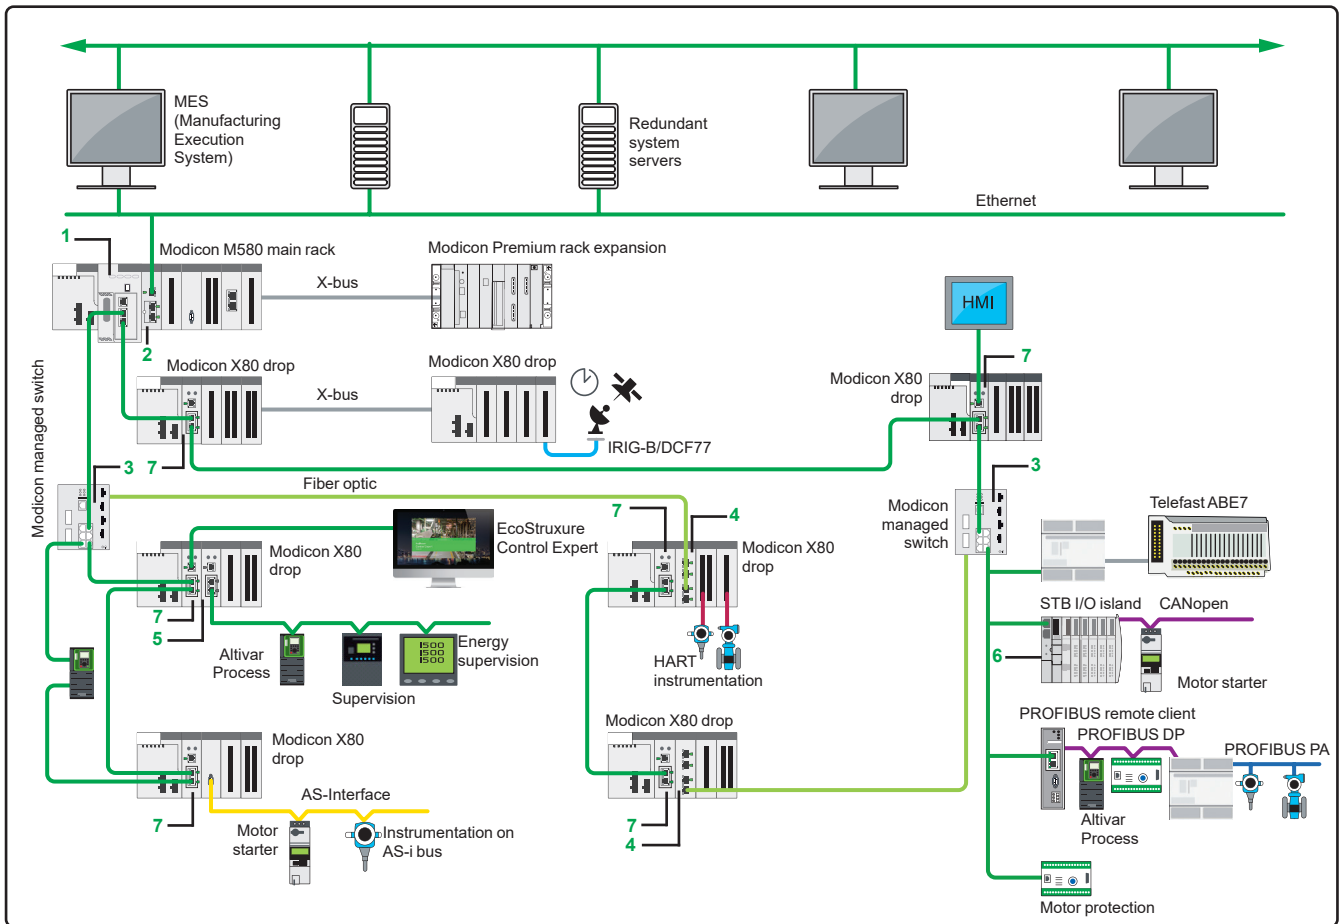 MES
(Manufacturing
Execution
System)
Redundant
system
servers
Ethernet
1
Modicon M580 main rack
Modicon Premium rack expansion
X-bus
HMI
2
Modicon X80 drop
Modicon X80 drop
7
Modicon X80
drop
X-bus
IRIG-B/DCF77
Modicon managed switch
3
7
3
Fiber optic
Modicon
managed
switch
Telefast ABE7
7
4
EcoStruxure
Control Expert
Modicon X80
drop
Modicon X80
drop
7
5
STB I/O island
CANopen
Altivar
Process
Energy
supervision
1500
1500
1500
Supervision
HART
instrumentation
6
Motor starter
Modicon X80 drop
PROFIBUS remote client
PROFIBUS DP
PROFIBUS PA
Modicon X80
drop
AS-Interface
7
7
4
Motor
starter
Instrumentation on
AS-i bus
Altivar
Process
Motor protection